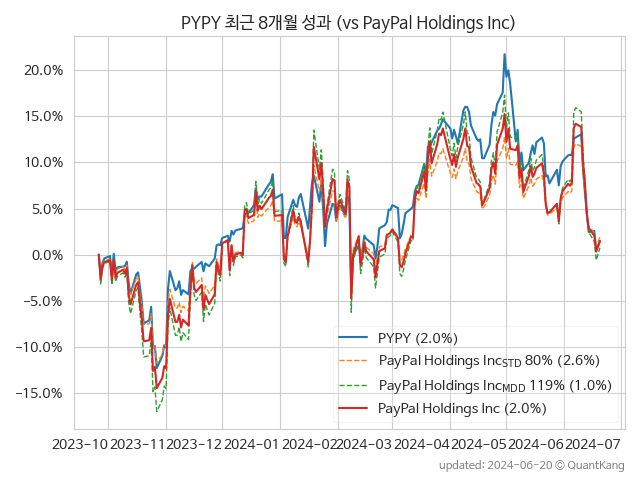 PYPY 최근 8개월 성과 (vs PayPal Holdings Inc)
20.0%
15.0%
10.0%
5.0%
0.0%
−5.0%
−10.0%
−15.0%
PYPY (2.0%)
PayPal Holdings IncSTD 80% (2.6%)
PayPal Holdings IncMDD 119% (1.0%)
PayPal Holdings Inc (2.0%)
2023-10 2023-11 2023-12 2024-01 2024-02 2024-03 2024-04 2024-05 2024-06 2024-07
updated: 2024-06-20 © QuantKang